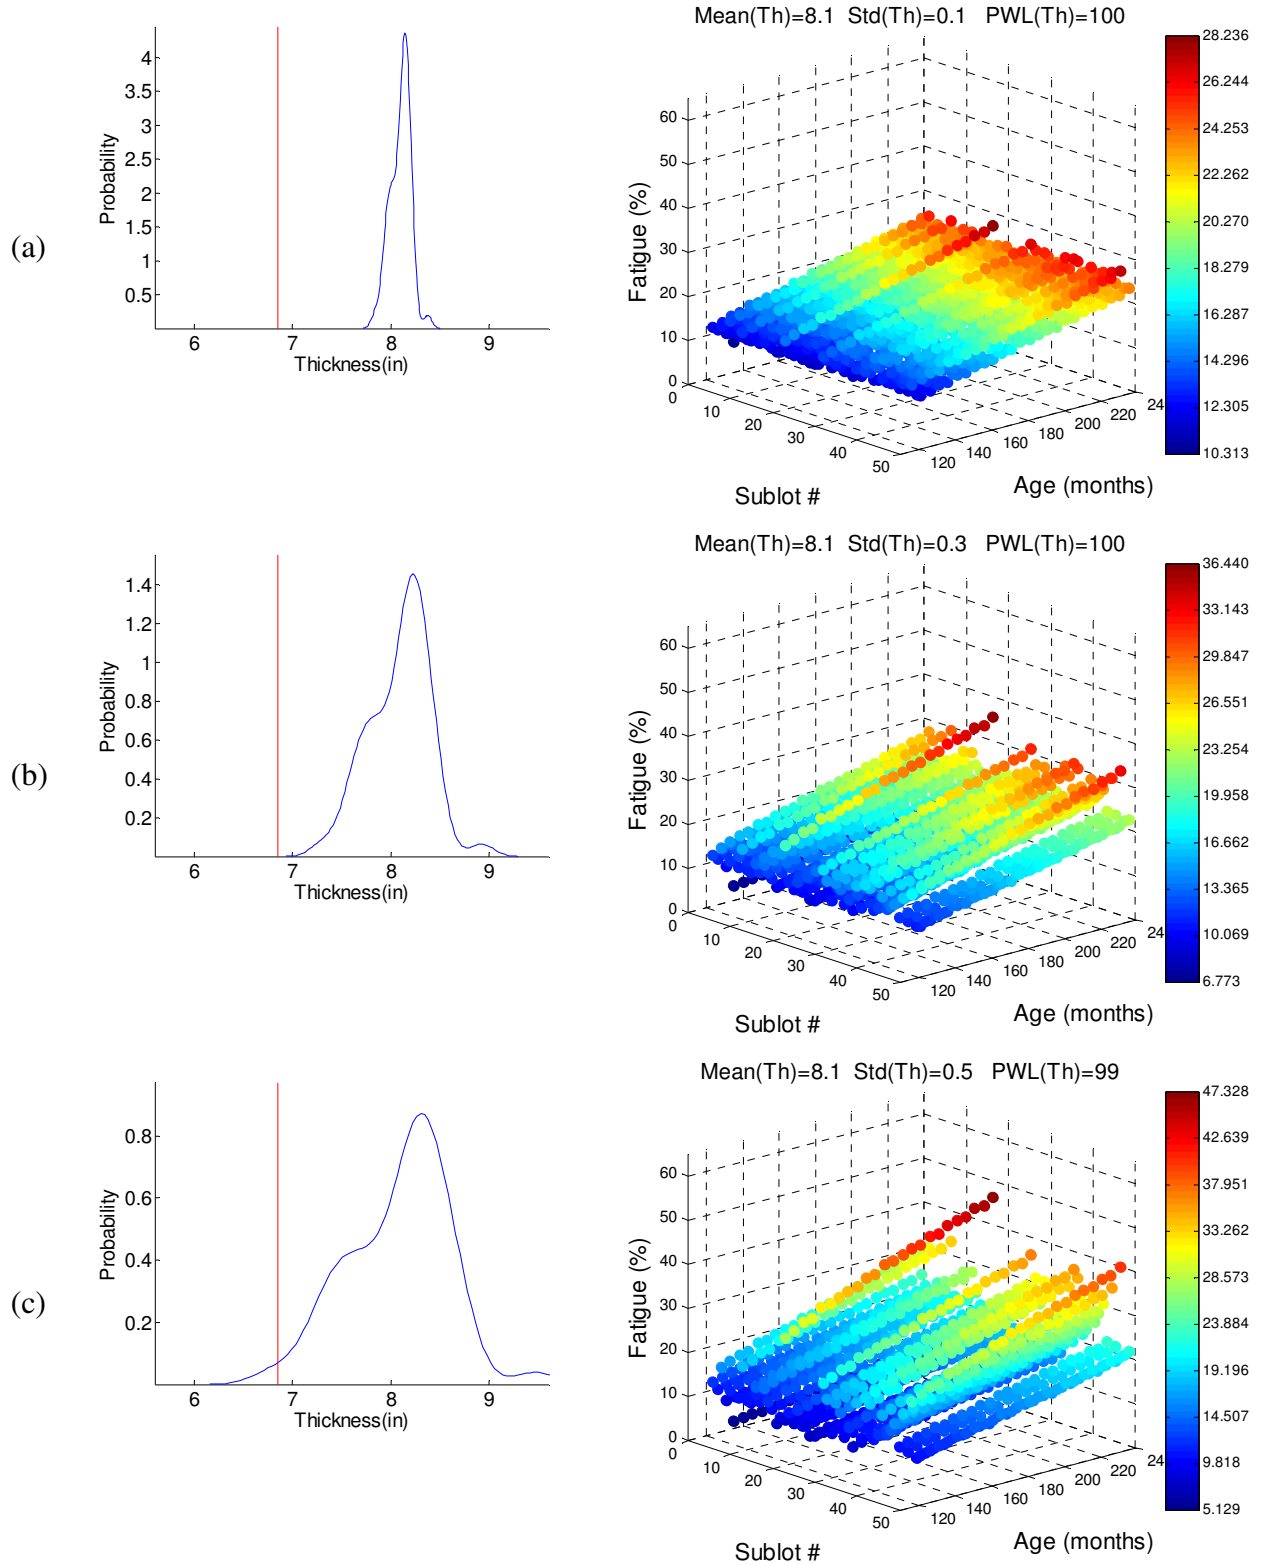 (a)
Probability
4
3.5
3
2.5
2
1.5
1
0.5
6 7 8 9
Thickness(in)
Mean(Th)=8.1 Std(Th)=0.1 PWL(Th)=100
Fatigue (%)
60
50
40
30
20
10
0
0 10 20 30 40 50
Sublot #
120 140 160 180 200 220 24
Age (months)
28.236
26.244
24.253
22.262
20.270
18.279
16.287
14.296
12.305
10.313
(b)
Probability
1.4
1.2
1
0.8
0.6
0.4
0.2
6 7 8 9
Thickness(in)
Mean(Th)=8.1 Std(Th)=0.3 PWL(Th)=100
Fatigue (%)
60
50
40
30
20
10
0
0 10 20 30 40 50
Sublot #
120 140 160 180 200 220 24
Age (months)
36.440
33.143
29.847
26.551
23.254
19.958
16.662
13.365
10.069
6.773
(c)
Probability
0.8
0.6
0.4
0.2
6 7 8 9
Thickness(in)
Mean(Th)=8.1 Std(Th)=0.5 PWL(Th)=99
Fatigue (%)
60
50
40
30
20
10
0
0 10 20 30 40 50
Sublot #
120 140 160 180 200 220 24
Age (months)
47.328
42.639
37.951
33.262
28.573
23.884
19.196
14.507
9.818
5.129